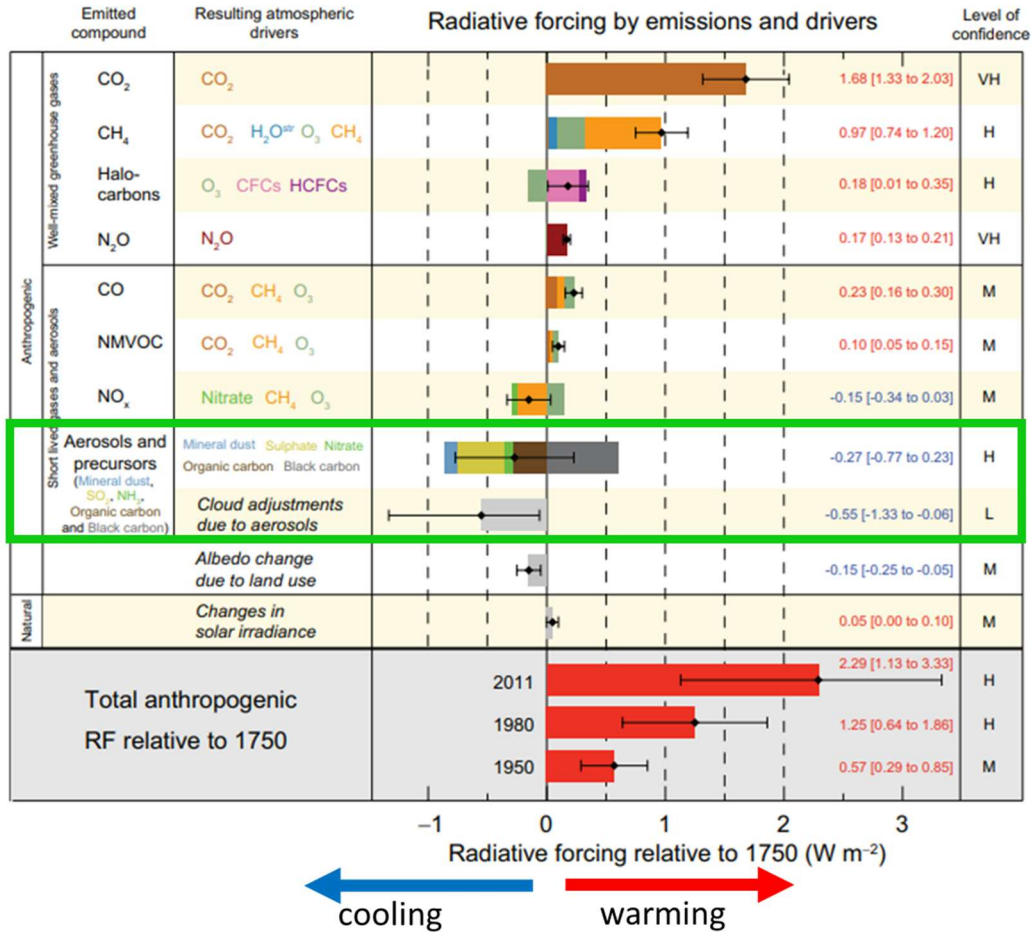 Emitted compound
Resulting atmospheric drivers
Radiative forcing by emissions and drivers
Level of confidence
Anthropogenic
Well-mixed greenhouse gases
CO₂
CO₂
1.68 [1.33 to 2.03]
VH
CH₄
CO₂ H₂Oˢᵗʳ O₃ CH₄
0.97 [0.74 to 1.20]
H
Halo-
carbons
O₃ CFCs HCFCs
0.18 [0.01 to 0.35]
H
N₂O
N₂O
0.17 [0.13 to 0.21]
VH
Short lived gases and aerosols
CO
CO₂ CH₄ O₃
0.23 [0.16 to 0.30]
M
NMVOC
CO₂ CH₄ O₃
0.10 [0.05 to 0.15]
M
NOₓ
Nitrate CH₄ O₃
-0.15 [-0.34 to 0.03]
M
Aerosols and
precursors
(Mineral dust,
SO₂, NH₃,
Organic carbon
and Black carbon)
Mineral dust Sulphate Nitrate
Organic carbon Black carbon
-0.27 [-0.77 to 0.23]
H
Cloud adjustments
due to aerosols
-0.55 [-1.33 to -0.06]
L
Albedo change
due to land use
-0.15 [-0.25 to -0.05]
M
Natural
Changes in
solar irradiance
0.05 [0.00 to 0.10]
M
Total anthropogenic
RF relative to 1750
2011
2.29 [1.13 to 3.33]
H
1980
1.25 [0.64 to 1.86]
H
1950
0.57 [0.29 to 0.85]
M
−1 0 1 2 3
Radiative forcing relative to 1750 (W m⁻²)
cooling warming